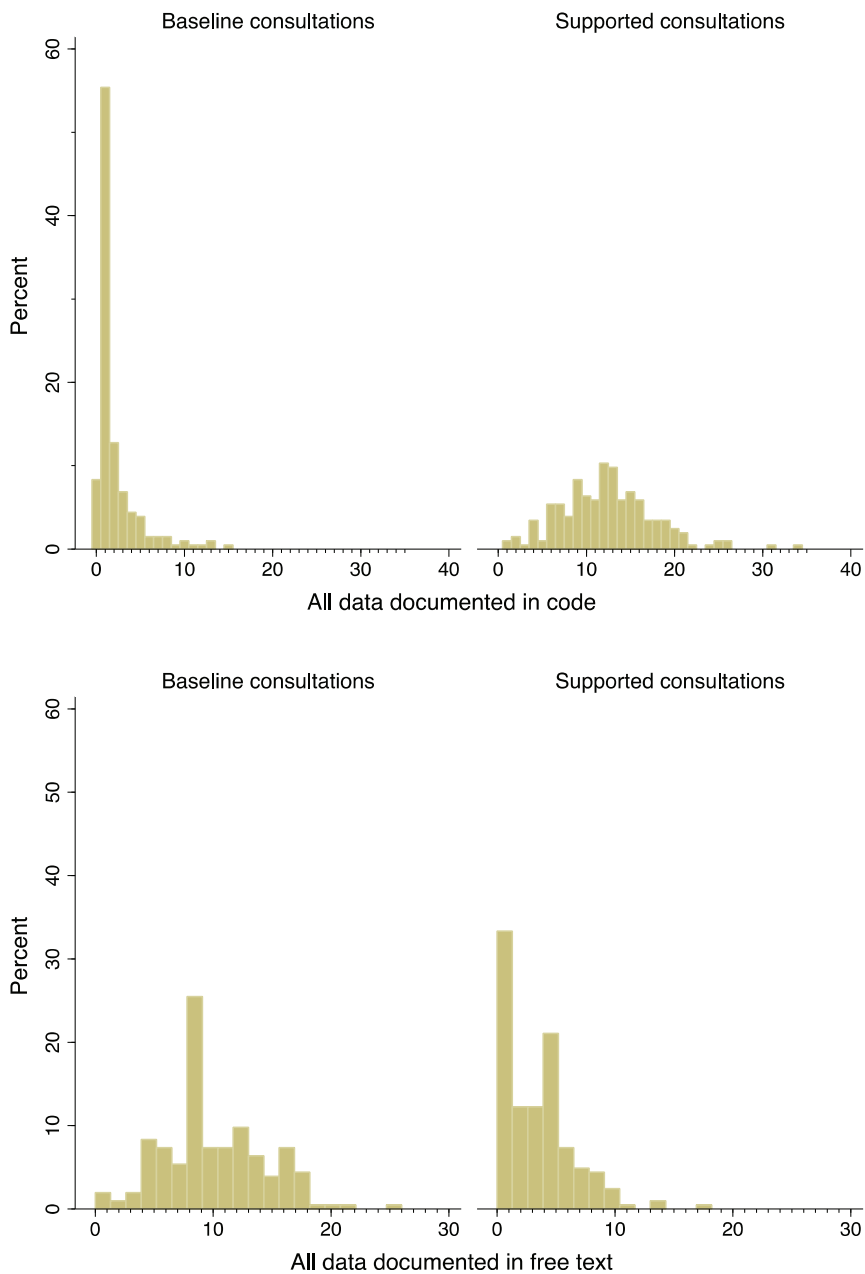 Baseline consultations Supported consultations
60
40
20
0
Percent
0 10 20 30 40 0 10 20 30 40
All data documented in code
Baseline consultations Supported consultations
60
50
40
30
20
10
0
Percent
0 10 20 30 0 10 20 30
All data documented in free text